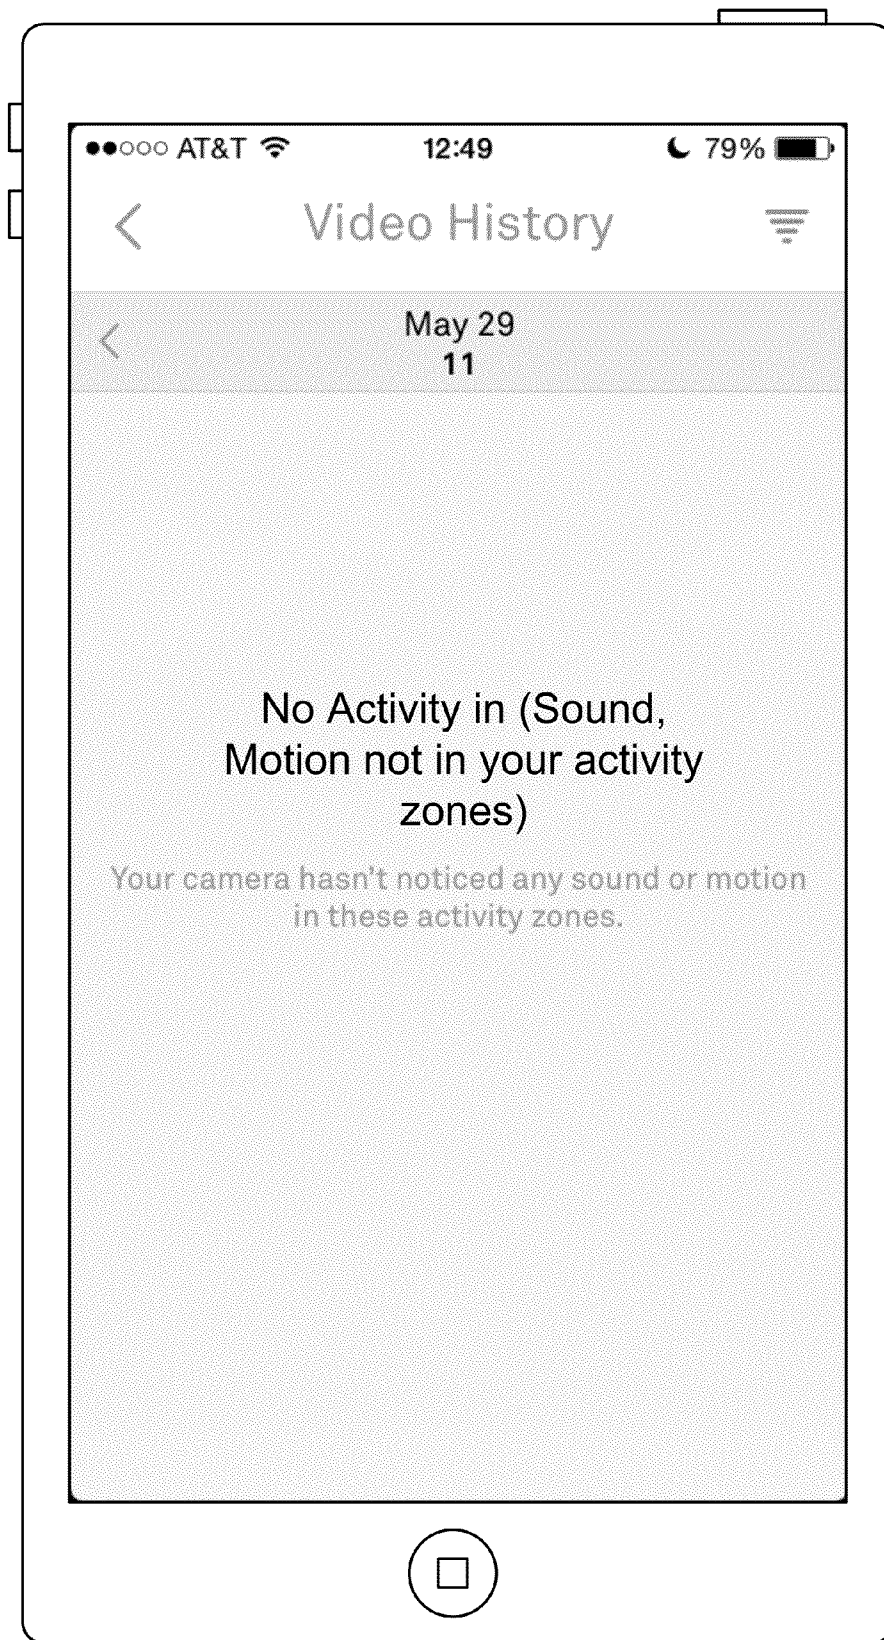 AT&T 12:49 79%
Video History
May 29
11
No Activity in (Sound,
Motion not in your activity
zones)
Your camera hasn't noticed any sound or motion
in these activity zones.